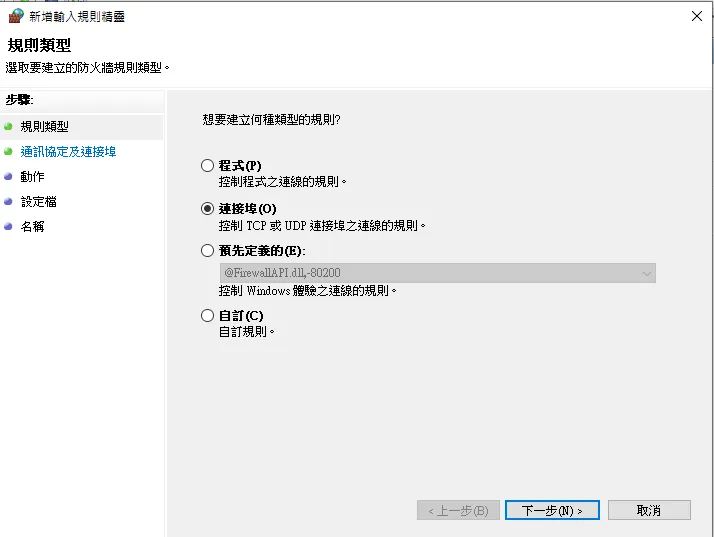 新增輸入規則精靈
規則類型
選取要建立的防火牆規則類型。
步驟:
規則類型
通訊協定及連接埠
動作
設定檔
名稱
想要建立何種類型的規則?
程式(P)
控制程式之連線的規則。
連接埠(O)
控制 TCP 或 UDP 連接埠之連線的規則。
預先定義的(E):
@FirewallAPI.dll,-80200
控制 Windows 體驗之連線的規則。
自訂(C)
自訂規則。
< 上一步(B)
下一步(N) >
取消